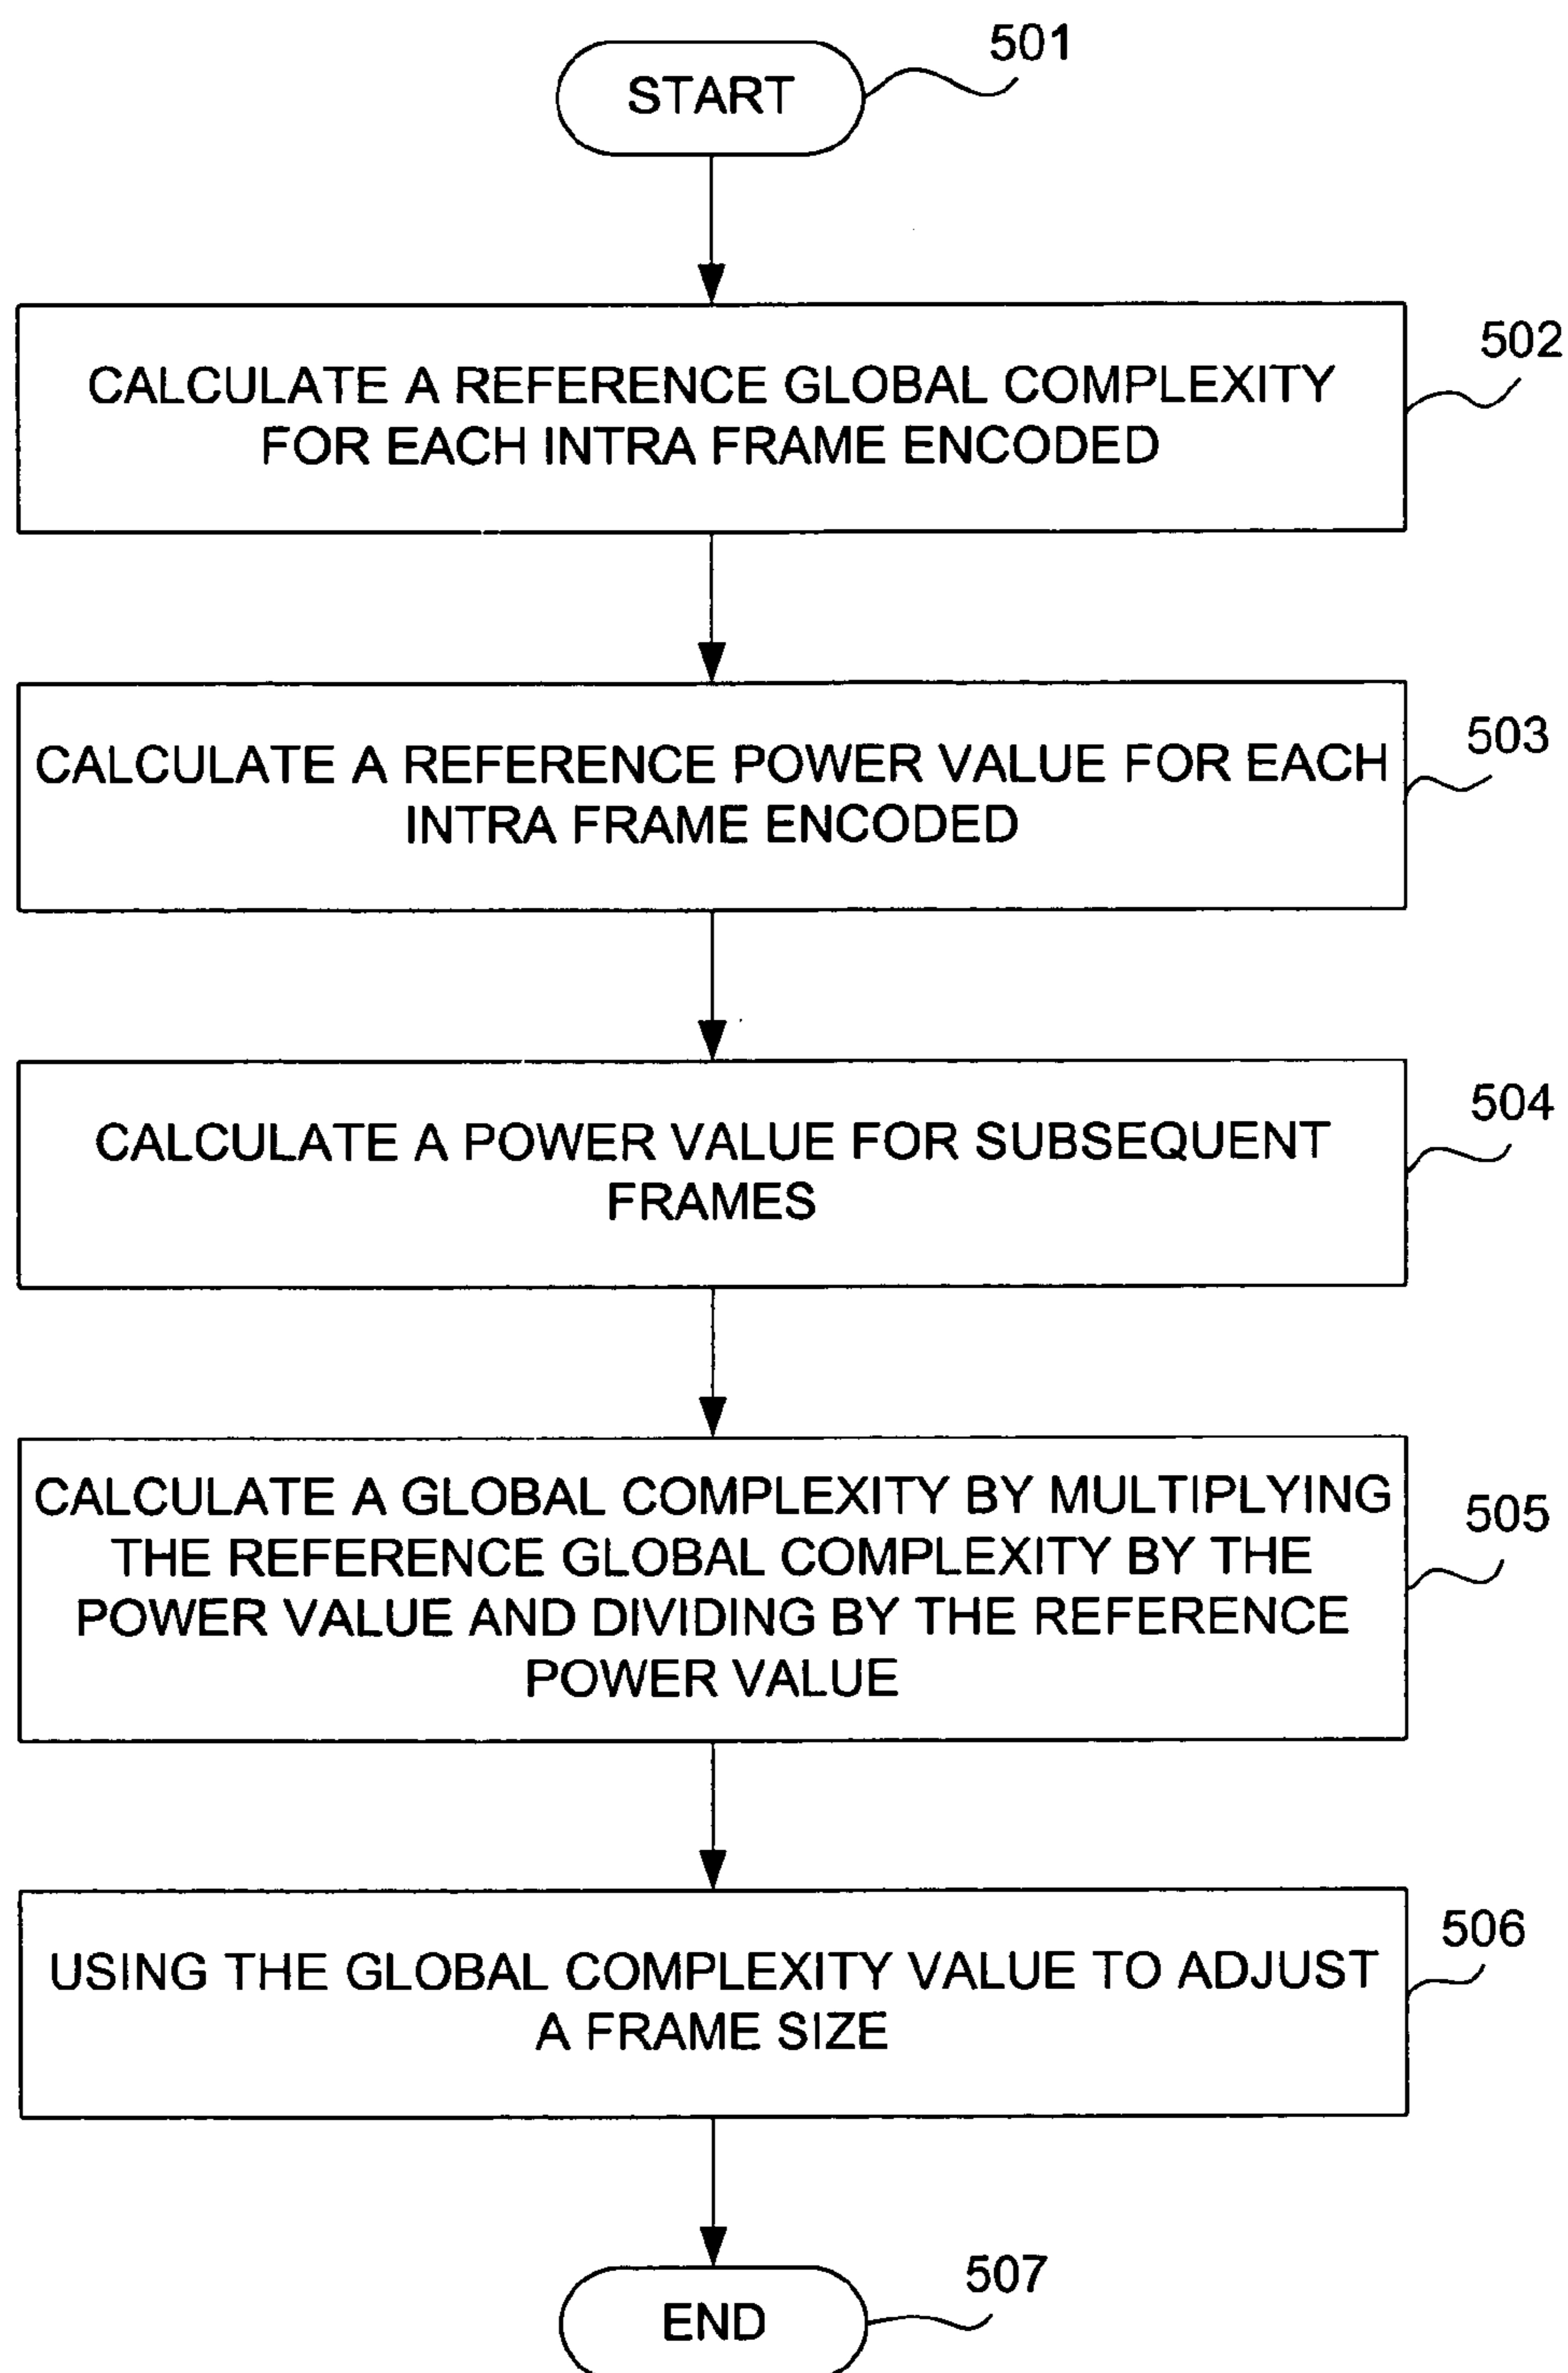 START
501
CALCULATE A REFERENCE GLOBAL COMPLEXITY
FOR EACH INTRA FRAME ENCODED
502
CALCULATE A REFERENCE POWER VALUE FOR EACH
INTRA FRAME ENCODED
503
CALCULATE A POWER VALUE FOR SUBSEQUENT
FRAMES
504
CALCULATE A GLOBAL COMPLEXITY BY MULTIPLYING
THE REFERENCE GLOBAL COMPLEXITY BY THE
POWER VALUE AND DIVIDING BY THE REFERENCE
POWER VALUE
505
USING THE GLOBAL COMPLEXITY VALUE TO ADJUST
A FRAME SIZE
506
END
507